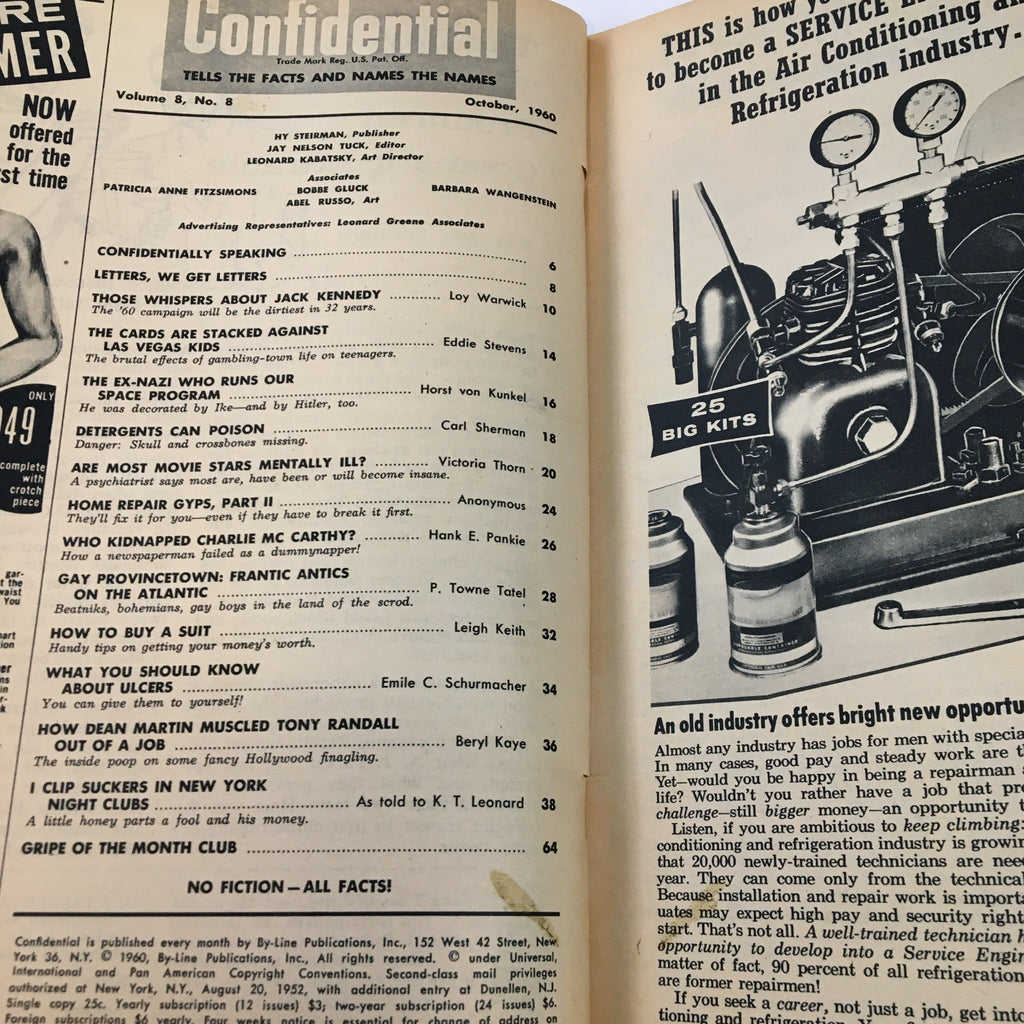 RE
MER
NOW
offered
for the
st time
ONLY
949
complete
with
crotch
piece
Confidential
Trade Mark Reg. U.S. Pat. Off.
TELLS THE FACTS AND NAMES THE NAMES
Volume 8, No. 8 October, 1960
HY STEIRMAN, Publisher
JAY NELSON TUCK, Editor
LEONARD KABATSKY, Art Director
Associates
PATRICIA ANNE FITZSIMONS BOBBE GLUCK BARBARA WANGENSTEIN
ABEL RUSSO, Art
Advertising Representatives: Leonard Greene Associates
CONFIDENTIALLY SPEAKING 6
LETTERS, WE GET LETTERS 8
THOSE WHISPERS ABOUT JACK KENNEDY Loy Warwick 10
The '60 campaign will be the dirtiest in 32 years.
THE CARDS ARE STACKED AGAINST
LAS VEGAS KIDS Eddie Stevens 14
The brutal effects of gambling-town life on teenagers.
THE EX-NAZI WHO RUNS OUR
SPACE PROGRAM Horst von Kunkel 16
He was decorated by Ike—and by Hitler, too.
DETERGENTS CAN POISON Carl Sherman 18
Danger: Skull and crossbones missing.
ARE MOST MOVIE STARS MENTALLY ILL? Victoria Thorn 20
A psychiatrist says most are, have been or will become insane.
HOME REPAIR GYPS, PART II Anonymous 24
They'll fix it for you—even if they have to break it first.
WHO KIDNAPPED CHARLIE MC CARTHY? Hank E. Pankie 26
How a newspaperman failed as a dummynapper!
GAY PROVINCETOWN: FRANTIC ANTICS
ON THE ATLANTIC P. Towne Tatel 28
Beatniks, bohemians, gay boys in the land of the scrod.
HOW TO BUY A SUIT Leigh Keith 32
Handy tips on getting your money's worth.
WHAT YOU SHOULD KNOW
ABOUT ULCERS Emile C. Schurmacher 34
You can give them to yourself!
HOW DEAN MARTIN MUSCLED TONY RANDALL
OUT OF A JOB Beryl Kaye 36
The inside poop on some fancy Hollywood finagling.
I CLIP SUCKERS IN NEW YORK
NIGHT CLUBS As told to K. T. Leonard 38
A little honey parts a fool and his money.
GRIPE OF THE MONTH CLUB 64
NO FICTION—ALL FACTS!
Confidential is published every month by By-Line Publications, Inc., 152 West 42 Street, New
York 36, N.Y. © 1960, By-Line Publications, Inc., All rights reserved. © under Universal,
International and Pan American Copyright Conventions. Second-class mail privileges
authorized at New York, N.Y., August 20, 1952, with additional entry at Dunellen, N.J.
Single copy 25c. Yearly subscription (12 issues) $3; two-year subscription (24 issues) $6.
Foreign subscriptions $6 yearly. Four weeks notice is essential for change of address on
THIS is how
to become a SERVICE
in the Air Conditioning
Refrigeration industry.
25
BIG KITS
An old industry offers bright new opportu
Almost any industry has jobs for men with specia
In many cases, good pay and steady work are t
Yet—would you be happy in being a repairman
life? Wouldn't you rather have a job that pre
challenge—still bigger money—an opportunity t
Listen, if you are ambitious to keep climbing:
conditioning and refrigeration industry is growin
that 20,000 newly-trained technicians are need
year. They can come only from the technical
Because installation and repair work is importa
uates may expect high pay and security right
start. That's not all. A well-trained technician h
opportunity to develop into a Service Engin
matter of fact, 90 percent of all refrigeration
are former repairmen!
If you seek a career, not just a job, get into
tioning and refrigeration.